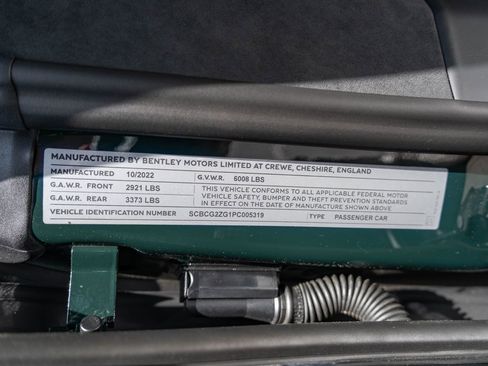 MANUFACTURED BY BENTLEY MOTORS LIMITED AT CREWE, CHESHIRE, ENGLAND
MANUFACTURED 10/2022 G.V.W.R. 6008 LBS
G.A.W.R. FRONT 2921 LBS
G.A.W.R. REAR 3373 LBS
THIS VEHICLE CONFORMS TO ALL APPLICABLE FEDERAL MOTOR
VEHICLE SAFETY, BUMPER AND THEFT PREVENTION STANDARDS
IN EFFECT ON THE DATE OF MANUFACTURE SHOWN ABOVE
VEHICLE IDENTIFICATION NUMBER SCBCG2ZG1PC005319 TYPE PASSENGER CAR